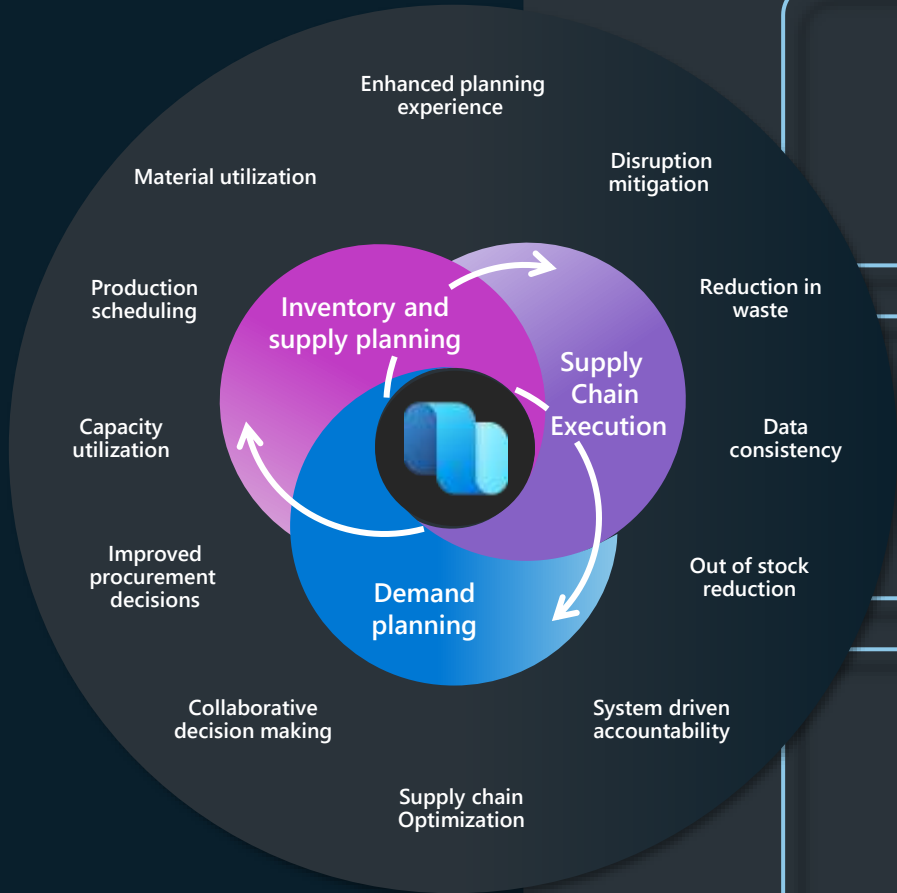 Enhanced planning
experience
Disruption
mitigation
Material utilization
Reduction in
waste
Production
scheduling
Inventory and
supply planning
Supply
Chain
Execution
Capacity
utilization
Data
consistency
Improved
procurement
decisions
Out of stock
reduction
Demand
planning
Collaborative
decision making
System driven
accountability
Supply chain
Optimization